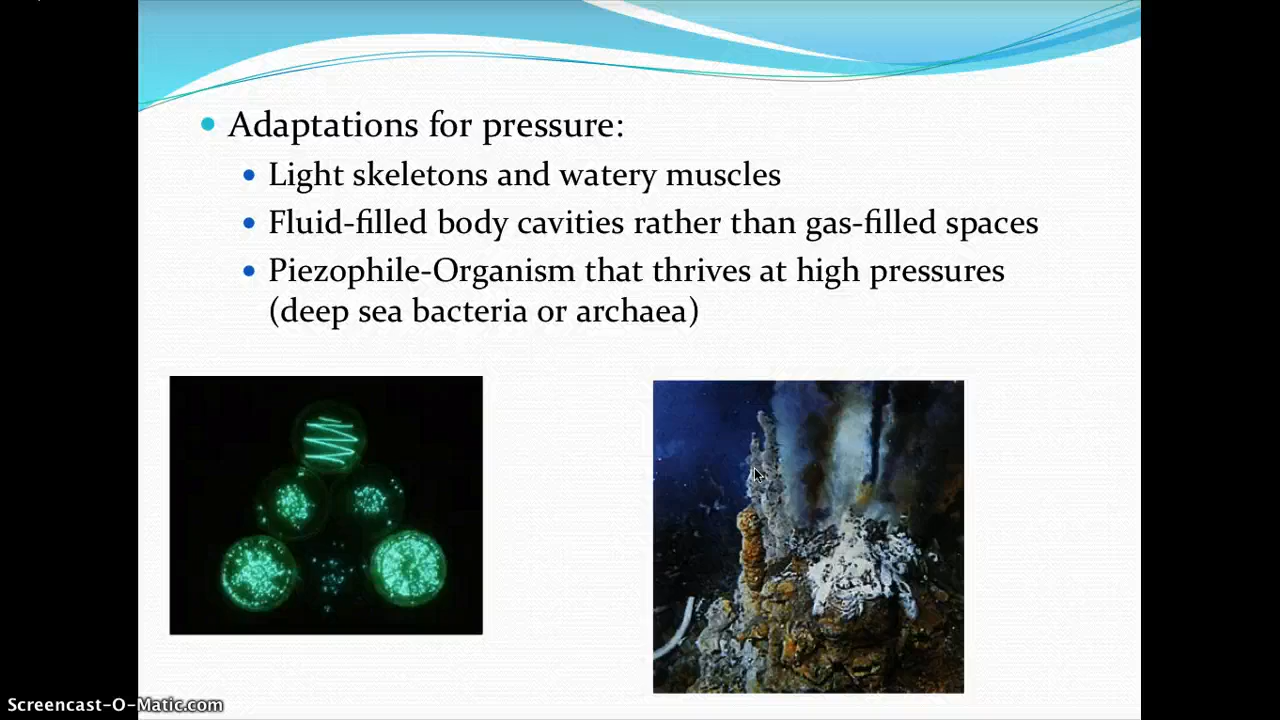 Adaptations for pressure:
Light skeletons and watery muscles
Fluid-filled body cavities rather than gas-filled spaces
Piezophile-Organism that thrives at high pressures
(deep sea bacteria or archaea)
Screencast-O-Matic.com